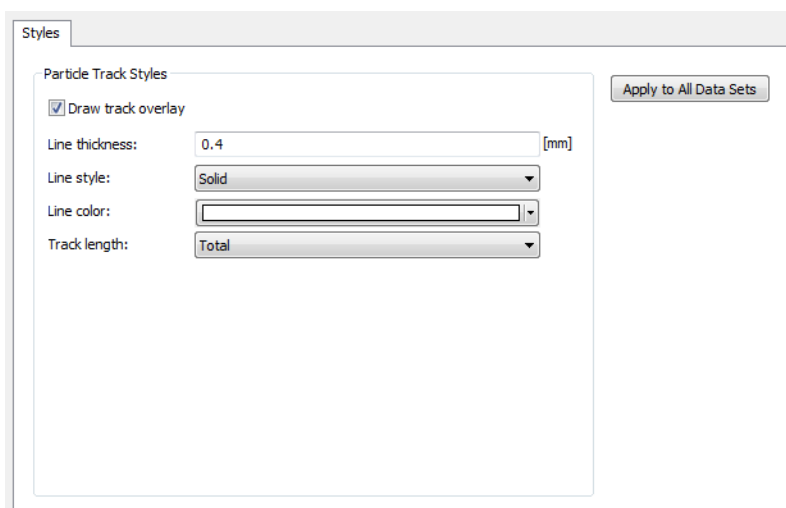 Styles
Particle Track Styles
Apply to All Data Sets
Draw track overlay
Line thickness: 0.4 [mm]
Line style: Solid
Line color:
Track length: Total